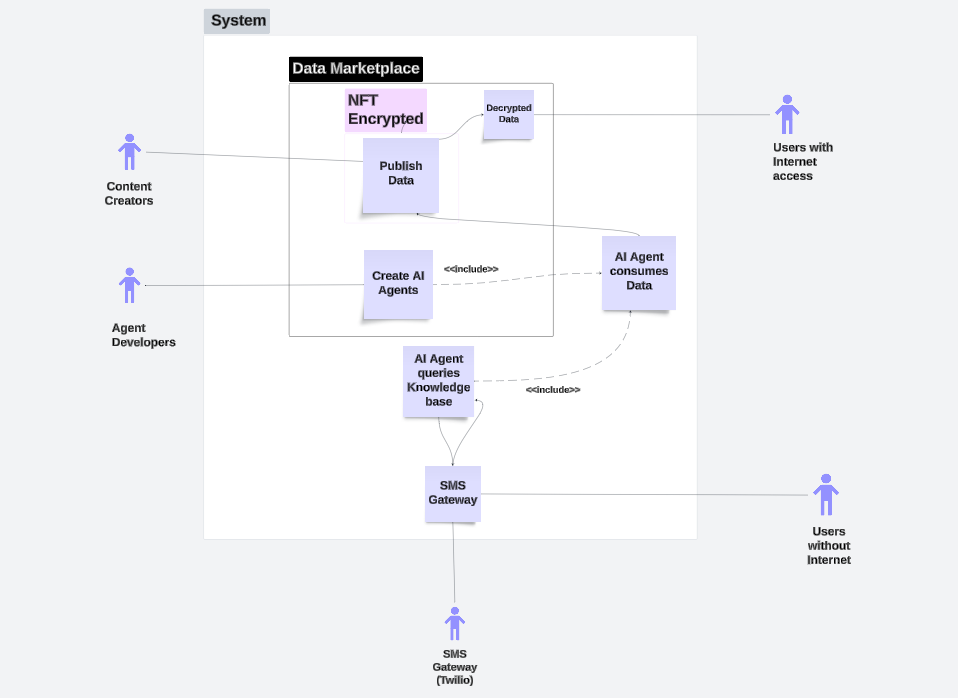 System
Data Marketplace
NFT
Encrypted
Decrypted
Data
Publish
Data
Users with
Internet
access
Content
Creators
AI Agent
consumes
Data
Create AI
Agents
<<include>>
Agent
Developers
AI Agent
queries
Knowledge
base
<<include>>
SMS
Gateway
Users
without
Internet
SMS
Gateway
(Twilio)